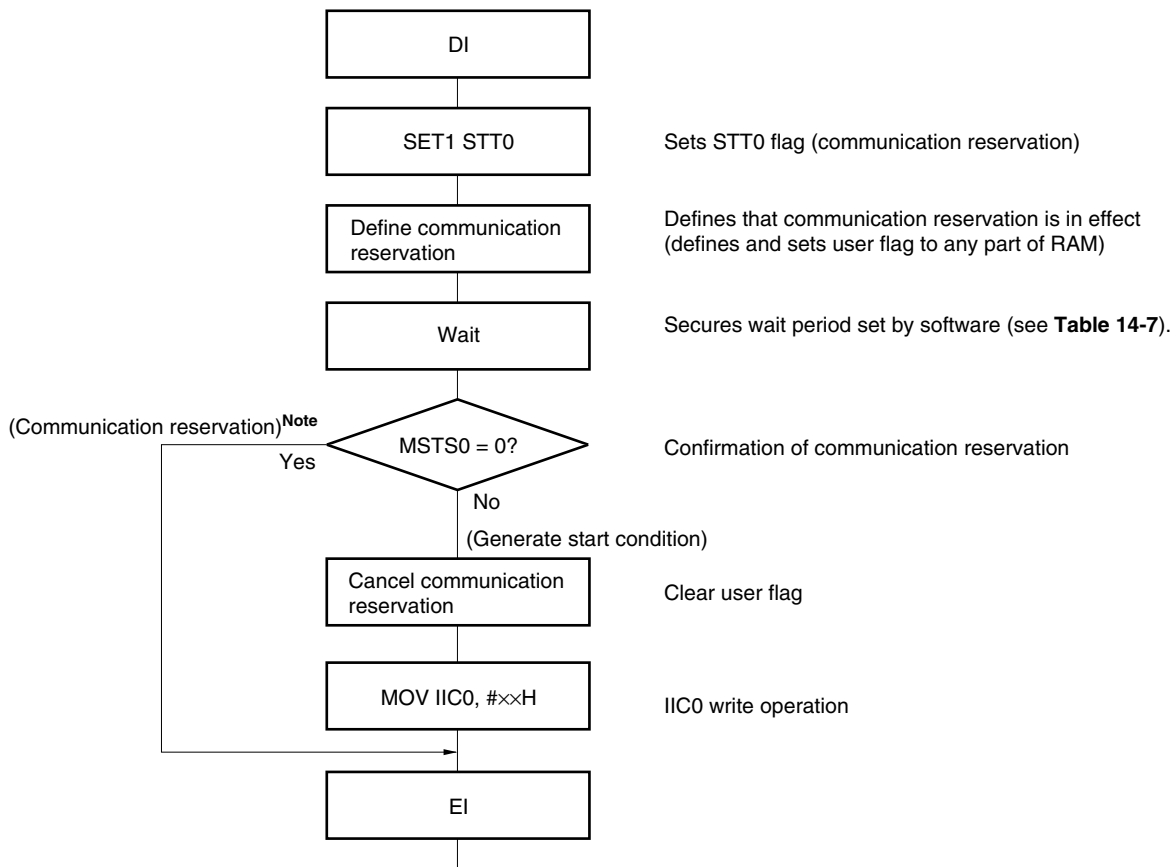 DI
SET1 STT0
Sets STT0 flag (communication reservation)
Define communication
reservation
Defines that communication reservation is in effect
(defines and sets user flag to any part of RAM)
Wait
Secures wait period set by software (see Table 14-7).
(Communication reservation)Note
Yes
MSTS0 = 0?
Confirmation of communication reservation
No
(Generate start condition)
Cancel communication
reservation
Clear user flag
MOV IIC0, #××H
IIC0 write operation
EI